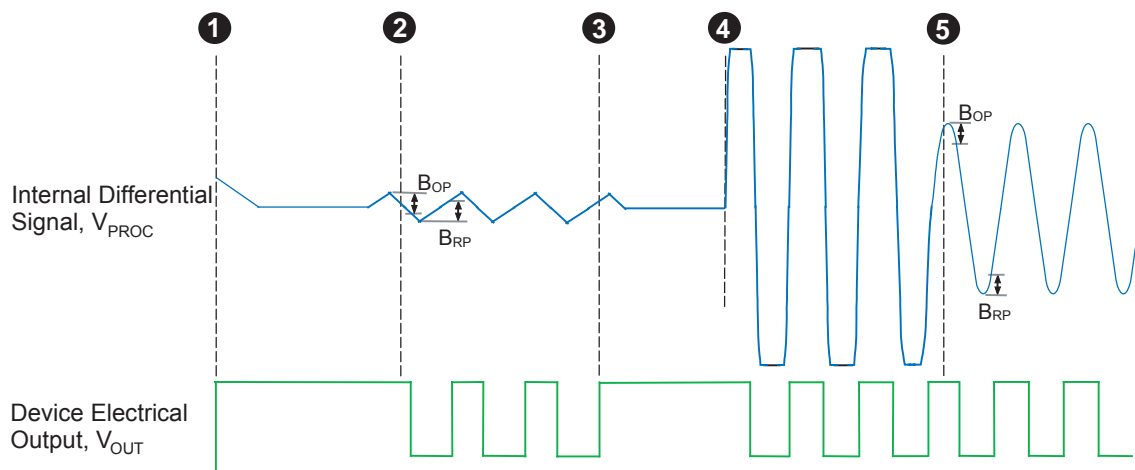 1 2 3 4 5
Internal Differential
Signal, VPROC
BOP
BRP
BOP
BRP
Device Electrical
Output, VOUT